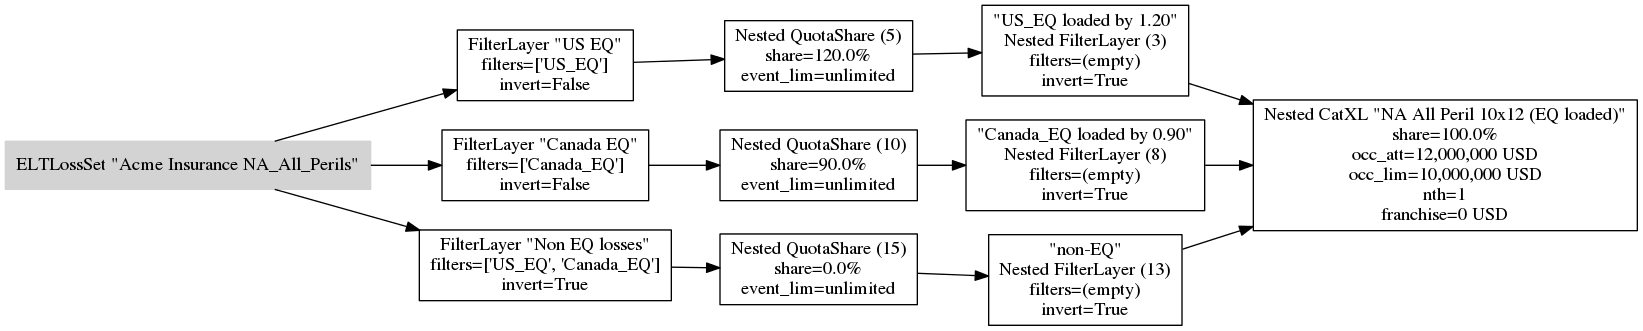 ELTLossSet "Acme Insurance NA_All_Perils"
FilterLayer "US EQ"
filters=['US_EQ']
invert=False
Nested QuotaShare (5)
share=120.0%
event_lim=unlimited
"US_EQ loaded by 1.20"
Nested FilterLayer (3)
filters=(empty)
invert=True
FilterLayer "Canada EQ"
filters=['Canada_EQ']
invert=False
Nested QuotaShare (10)
share=90.0%
event_lim=unlimited
"Canada_EQ loaded by 0.90"
Nested FilterLayer (8)
filters=(empty)
invert=True
FilterLayer "Non EQ losses"
filters=['US_EQ', 'Canada_EQ']
invert=True
Nested QuotaShare (15)
share=0.0%
event_lim=unlimited
"non-EQ"
Nested FilterLayer (13)
filters=(empty)
invert=True
Nested CatXL "NA All Peril 10x12 (EQ loaded)"
share=100.0%
occ_att=12,000,000 USD
occ_lim=10,000,000 USD
nth=1
franchise=0 USD